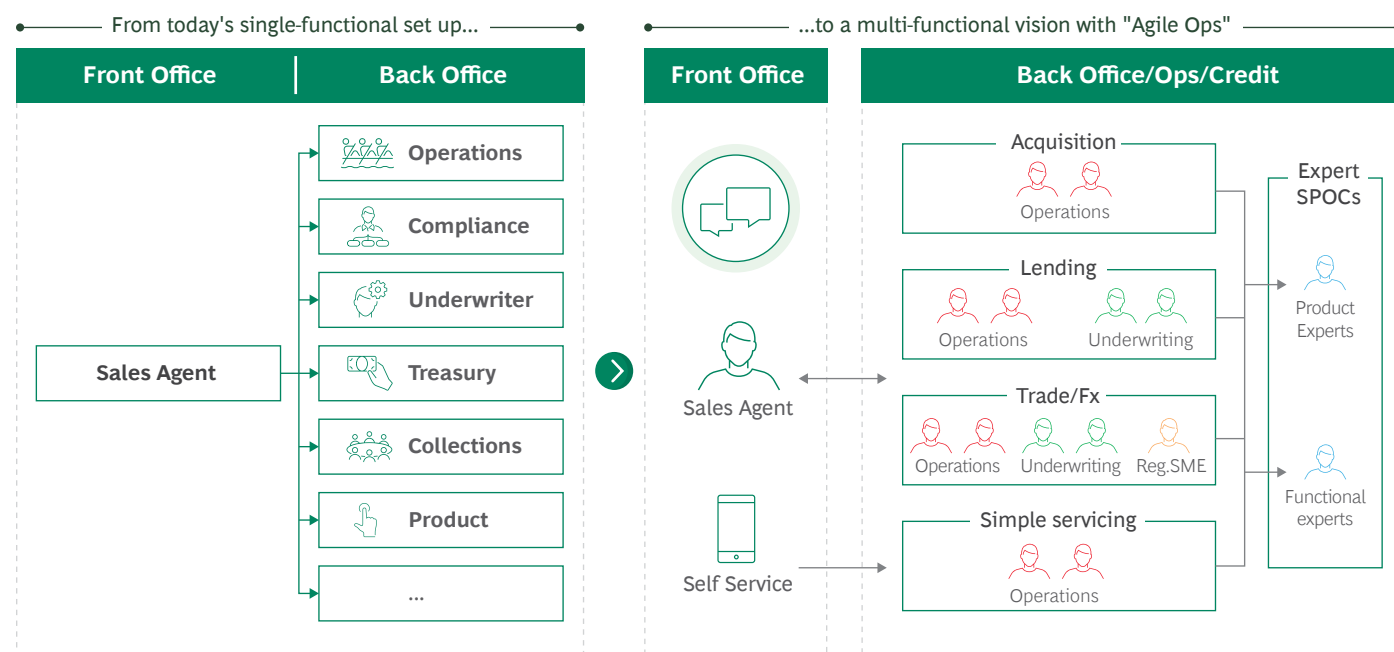 From today's single-functional set up...
Front Office
Back Office
Sales Agent
Operations
Compliance
Underwriter
Treasury
Collections
Product
...
...to a multi-functional vision with "Agile Ops"
Front Office
Back Office/Ops/Credit
Sales Agent
Self Service
Acquisition
Operations
Lending
Operations
Underwriting
Trade/Fx
Operations
Underwriting
Reg.SME
Simple servicing
Operations
Expert
SPOCs
Product
Experts
Functional
experts